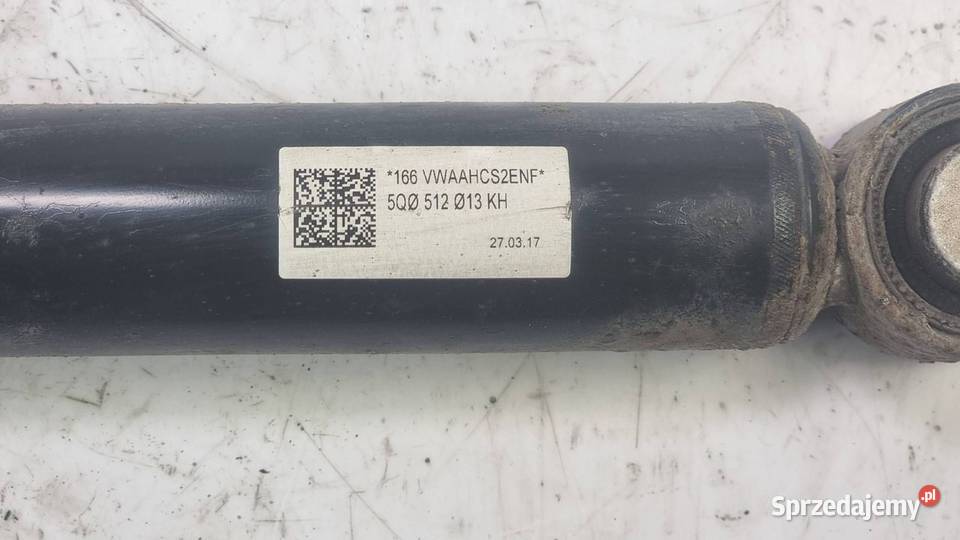 *166 VWAAHCS2ENF*
5QØ 512 Ø13 KH
27.03.17
Sprzedajemy.pl